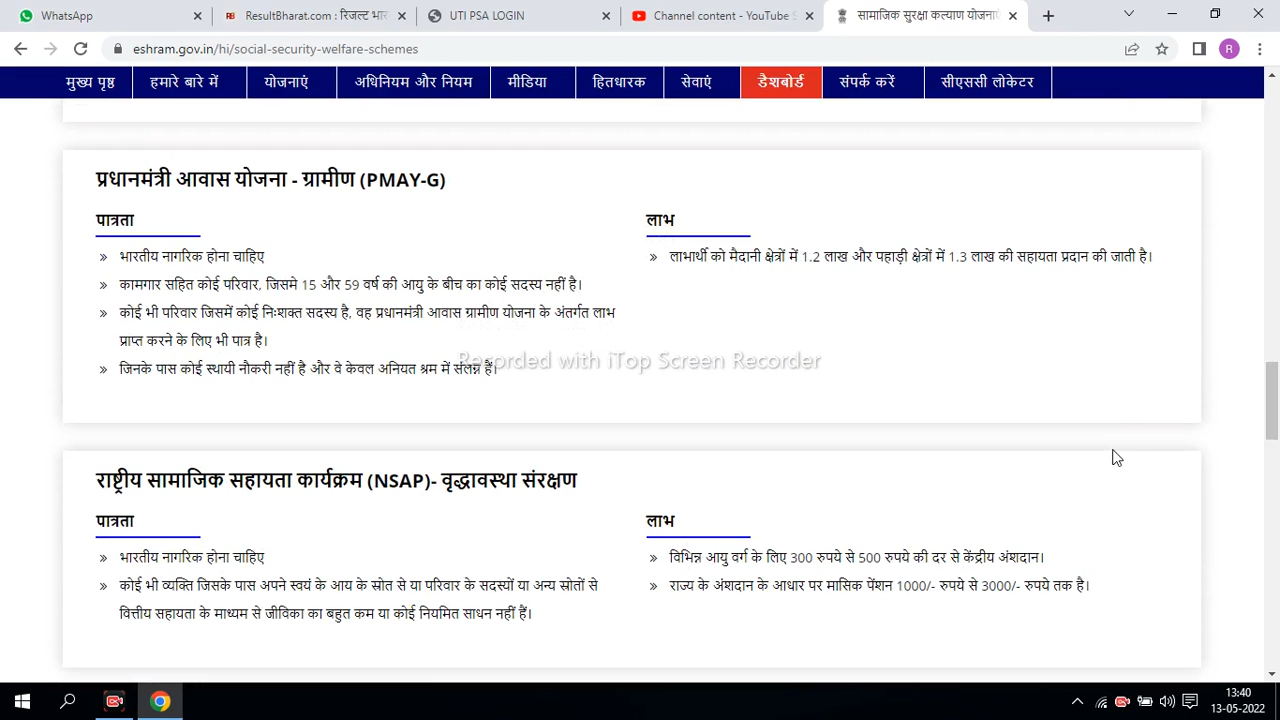 WhatsApp
ResultBharat.com : रिजल्ट भार
UTI PSA LOGIN
Channel content - YouTube S
सामाजिक सुरक्षा कल्याण योजनाएं
eshram.gov.in/hi/social-security-welfare-schemes
R
मुख्य पृष्ठ
हमारे बारे में
योजनाएं
अधिनियम और नियम
मीडिया
हितधारक
सेवाएं
डैशबोर्ड
संपर्क करें
सीएससी लोकेटर
प्रधानमंत्री आवास योजना - ग्रामीण (PMAY-G)
पात्रता
भारतीय नागरिक होना चाहिए
कामगार सहित कोई परिवार, जिसमे 15 और 59 वर्ष की आयु के बीच का कोई सदस्य नहीं है।
कोई भी परिवार जिसमें कोई निःशक्त सदस्य है, वह प्रधानमंत्री आवास ग्रामीण योजना के अंतर्गत लाभ
प्राप्त करने के लिए भी पात्र है।
जिनके पास कोई स्थायी नौकरी नहीं है और वे केवल अनियत श्रम में संलग्न हैं।
लाभ
लाभार्थी को मैदानी क्षेत्रों में 1.2 लाख और पहाड़ी क्षेत्रों में 1.3 लाख की सहायता प्रदान की जाती है।
Recorded with iTop Screen Recorder
राष्ट्रीय सामाजिक सहायता कार्यक्रम (NSAP)- वृद्धावस्था संरक्षण
पात्रता
भारतीय नागरिक होना चाहिए
कोई भी व्यक्ति जिसके पास अपने स्वयं के आय के स्रोत से या परिवार के सदस्यों या अन्य स्रोतों से
वित्तीय सहायता के माध्यम से जीविका का बहुत कम या कोई नियमित साधन नहीं हैं।
लाभ
विभिन्न आयु वर्ग के लिए 300 रुपये से 500 रुपये की दर से केंद्रीय अंशदान।
राज्य के अंशदान के आधार पर मासिक पेंशन 1000/- रुपये से 3000/- रुपये तक है।
13:40
13-05-2022